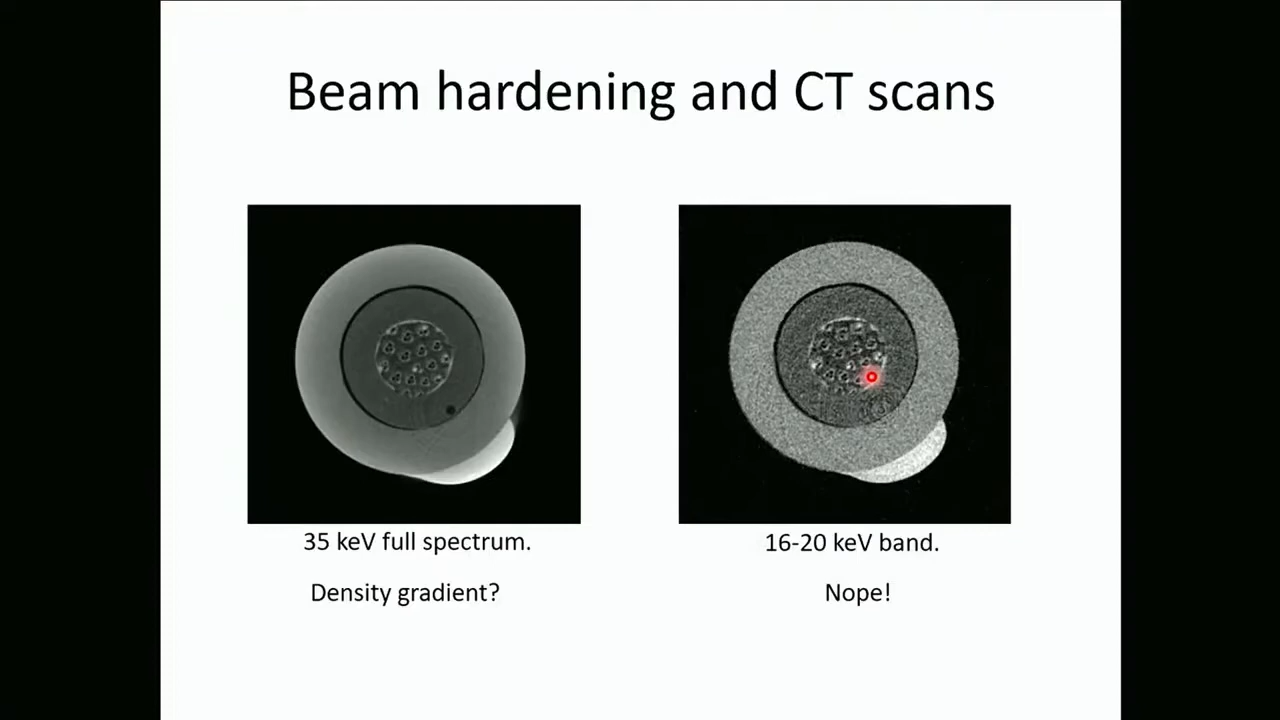 Beam hardening and CT scans
35 keV full spectrum.
16-20 keV band.
Density gradient?
Nope!